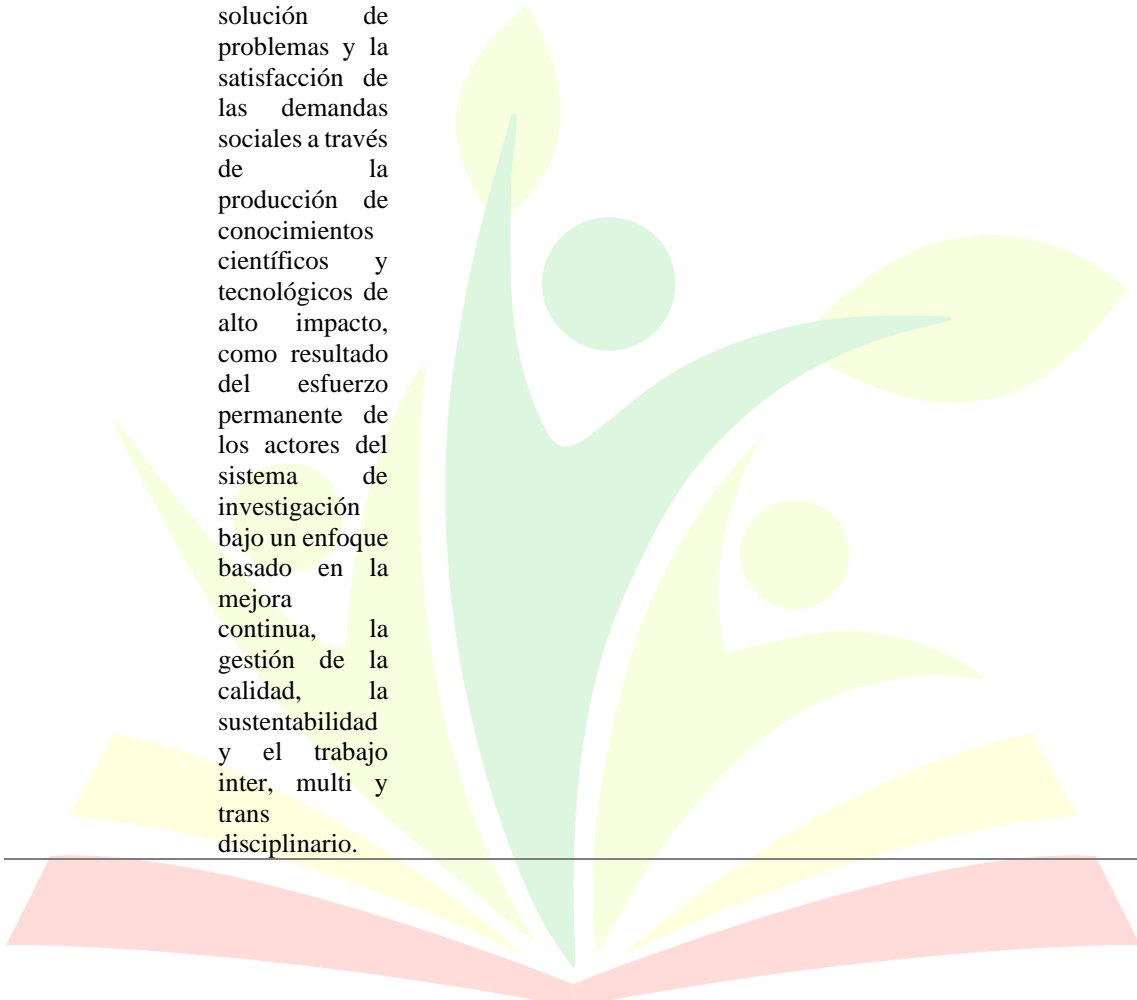 solución de
problemas y la
satisfacción de
las demandas
sociales a través
de la
producción de
conocimientos
científicos y
tecnológicos de
alto impacto,
como resultado
del esfuerzo
permanente de
los actores del
sistema de
investigación
bajo un enfoque
basado en la
mejora
continua, la
gestión de la
calidad, la
sustentabilidad
y el trabajo
inter, multi y
trans
disciplinario.